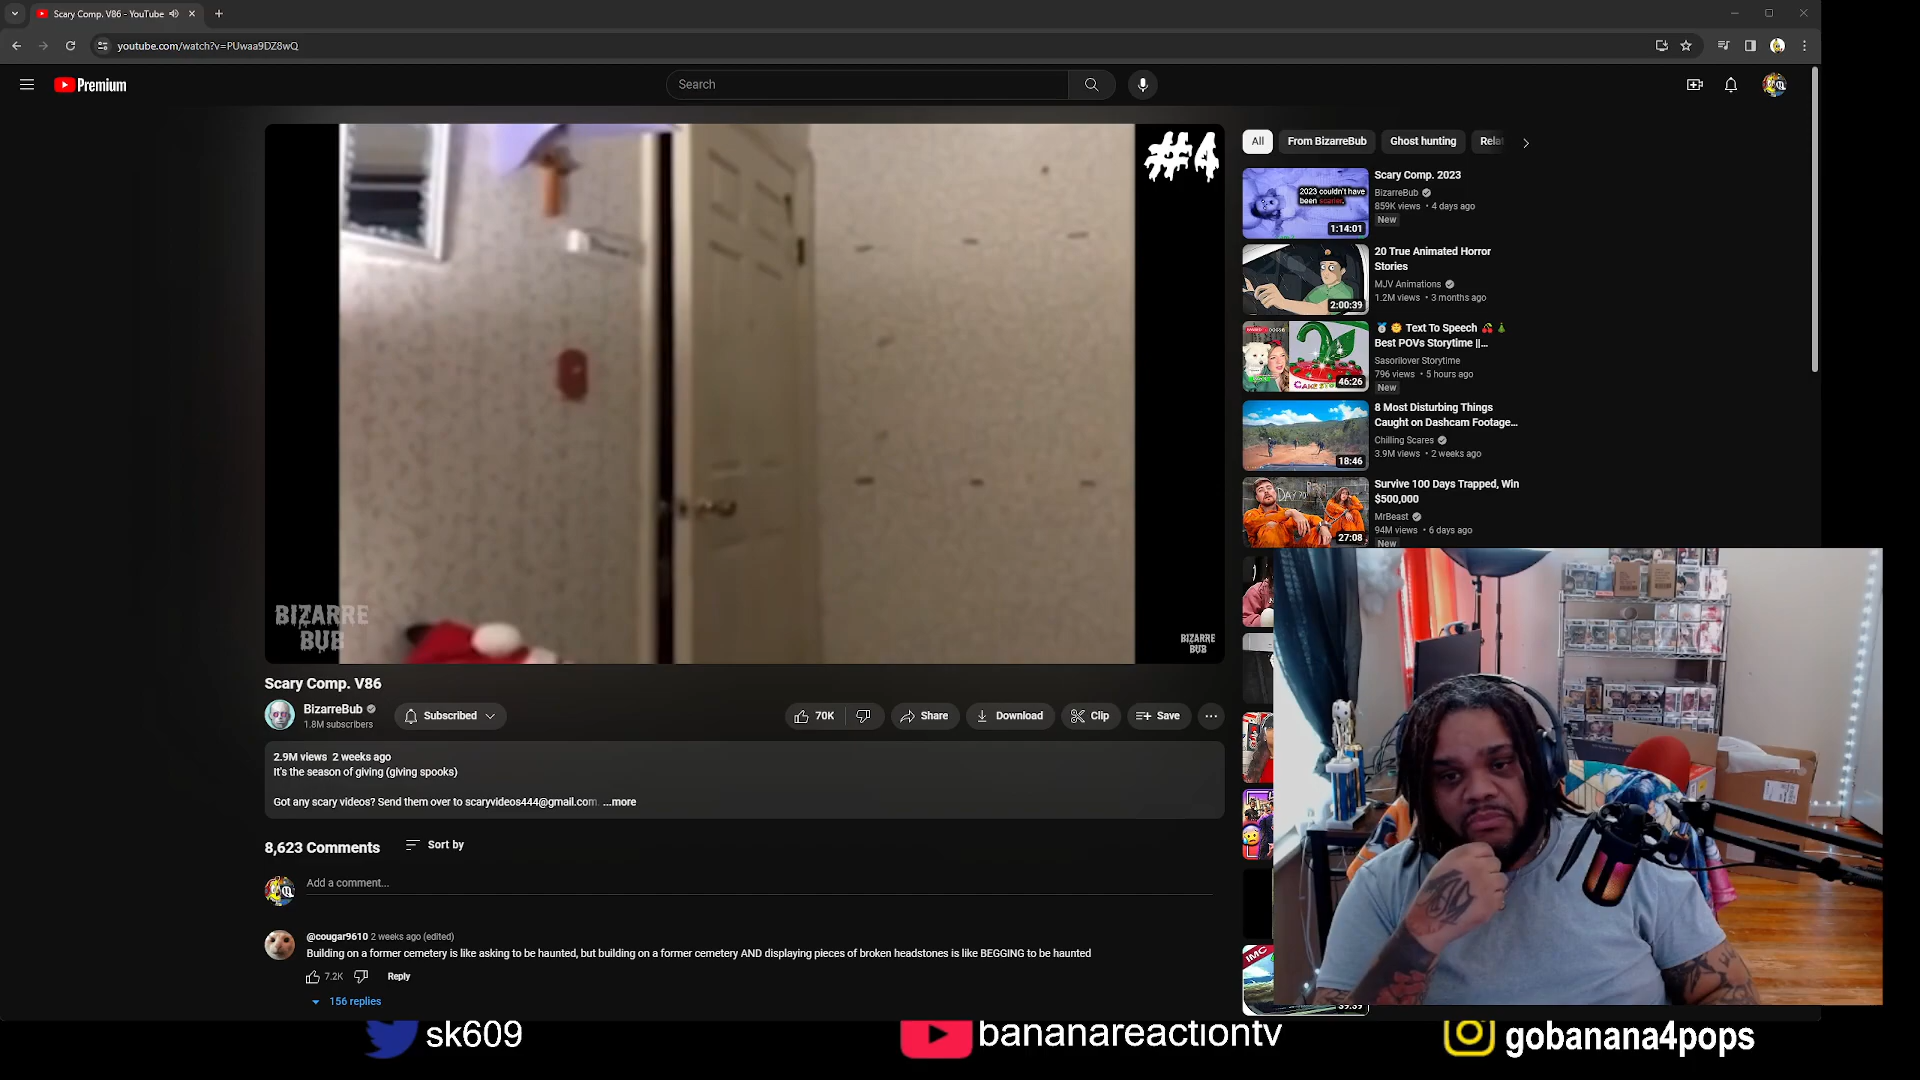 Scary Comp. V86 - YouTube
youtube.com/watch?v=PUwaa9DZ8wQ
Premium
Search
#4
BIZARRE
BUB
BIZARRE
BUB
All
From BizarreBub
Ghost hunting
Rela
2023 couldn't have
been scarier.
1:14:01
Scary Comp. 2023
BizarreBub
859K views • 4 days ago
New
2:00:39
20 True Animated Horror
Stories
MJV Animations
1.2M views • 3 months ago
46:26
Text To Speech
Best POVs Storytime ||...
Sasorilover Storytime
796 views • 5 hours ago
New
18:46
8 Most Disturbing Things
Caught on Dashcam Footage...
Chilling Scares
3.9M views • 2 weeks ago
27:08
Survive 100 Days Trapped, Win
$500,000
MrBeast
94M views • 6 days ago
New
Scary Comp. V86
BizarreBub
1.8M subscribers
Subscribed
70K
Share
Download
Clip
Save
2.9M views 2 weeks ago
It's the season of giving (giving spooks)
Got any scary videos? Send them over to scaryvideos444@gmail.com. ...more
8,623 Comments
Sort by
Add a comment...
@cougar9610 2 weeks ago (edited)
Building on a former cemetery is like asking to be haunted, but building on a former cemetery AND displaying pieces of broken headstones is like BEGGING to be haunted
7.2K
Reply
156 replies
IMC
sk609
bananareactiontv
gobanana4pops